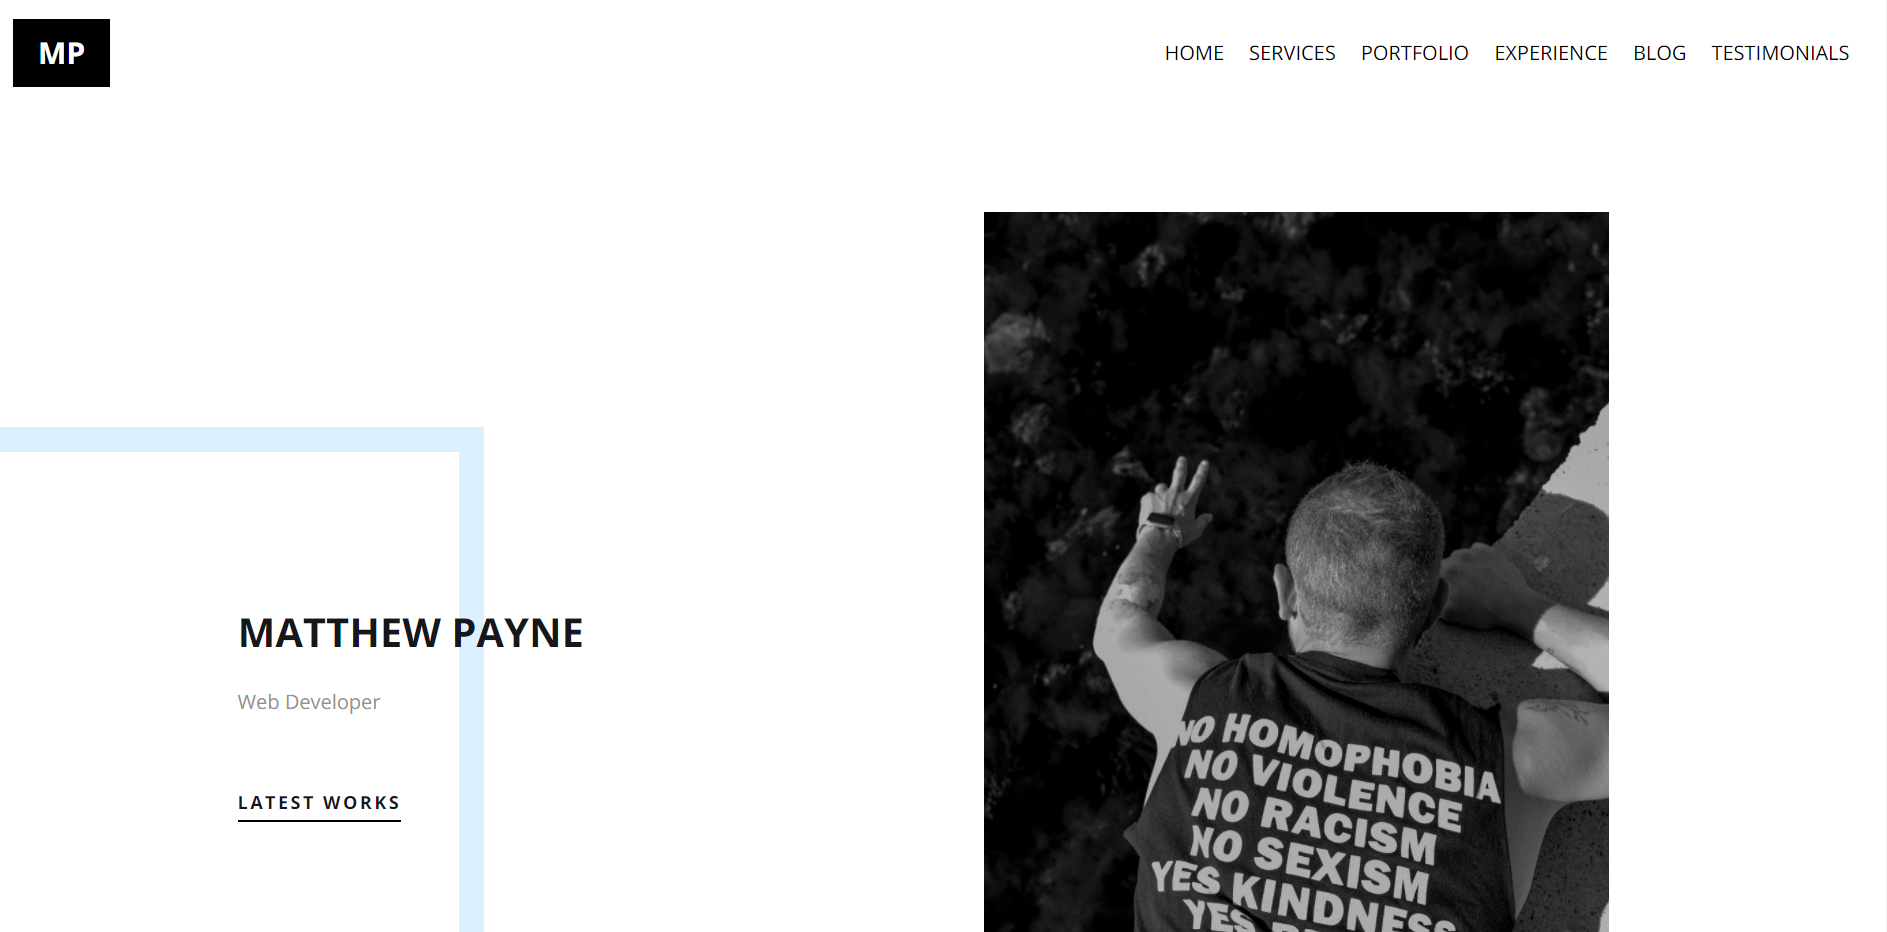 MP
HOME SERVICES PORTFOLIO EXPERIENCE BLOG TESTIMONIALS
MATTHEW PAYNE
Web Developer
LATEST WORKS
NO HOMOPHOBIA
NO VIOLENCE
NO RACISM
NO SEXISM
YES KINDNESS
YES